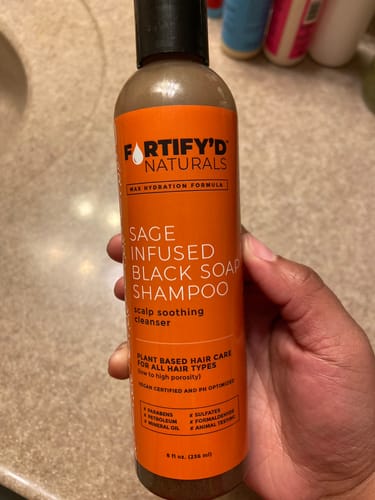 FORTIFY'D™
NATURALS
MAX HYDRATION FORMULA
SAGE
INFUSED
BLACK SOAP
SHAMPOO
scalp soothing
cleanser
PLANT BASED HAIR CARE
FOR ALL HAIR TYPES
(low to high porosity)
VEGAN CERTIFIED AND PH OPTIMIZED
x PARABENS x SULFATES
x PETROLEUM x FORMALDEHYDE
x MINERAL OIL x ANIMAL TESTING
8 fl oz. (236 ml)